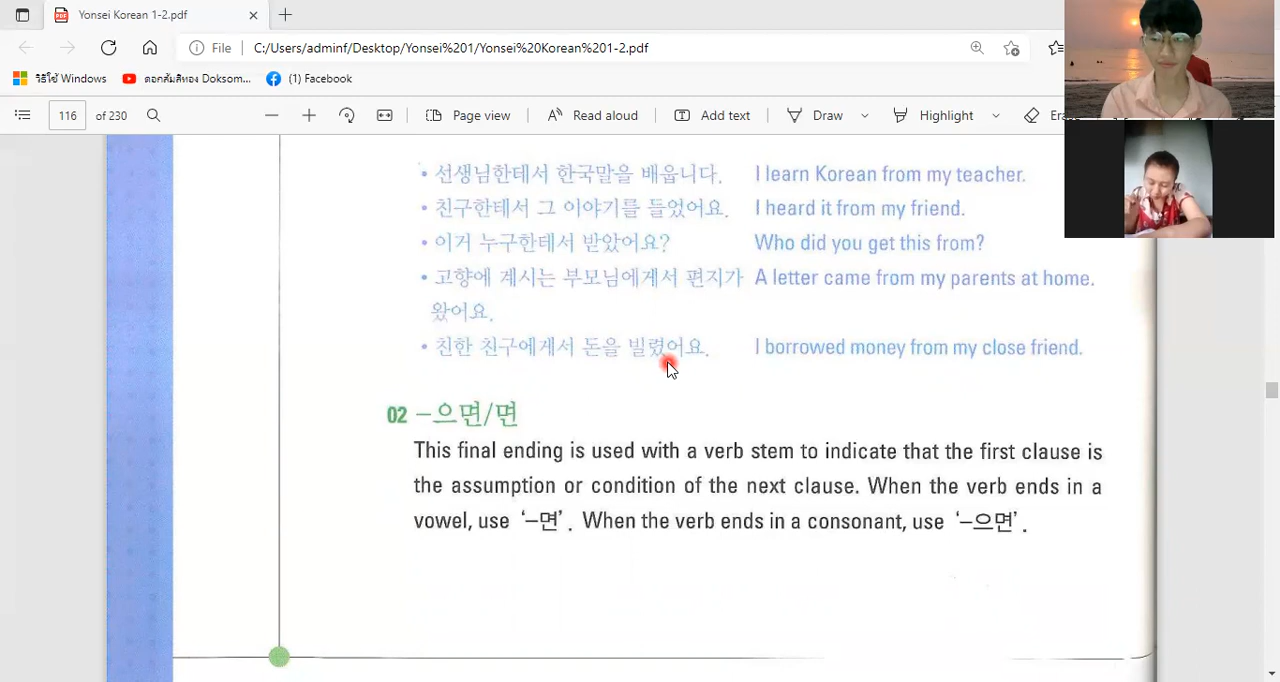 Yonsei Korean 1-2.pdf
File C:/Users/adminf/Desktop/Yonsei%201/Yonsei%20Korean%201-2.pdf
วิธีใช้ Windows ดอกส้มสีทอง Doksom... (1) Facebook
116 of 230 Page view Read aloud Add text Draw Highlight
• 선생님한테서 한국말을 배웁니다. I learn Korean from my teacher.
• 친구한테서 그 이야기를 들었어요. I heard it from my friend.
• 이거 누구한테서 받았어요? Who did you get this from?
• 고향에 계시는 부모님에게서 편지가 A letter came from my parents at home.
왔어요.
• 친한 친구에게서 돈을 빌렸어요. I borrowed money from my close friend.
02 -으면/면
This final ending is used with a verb stem to indicate that the first clause is
the assumption or condition of the next clause. When the verb ends in a
vowel, use ‘-면’. When the verb ends in a consonant, use ‘-으면’.